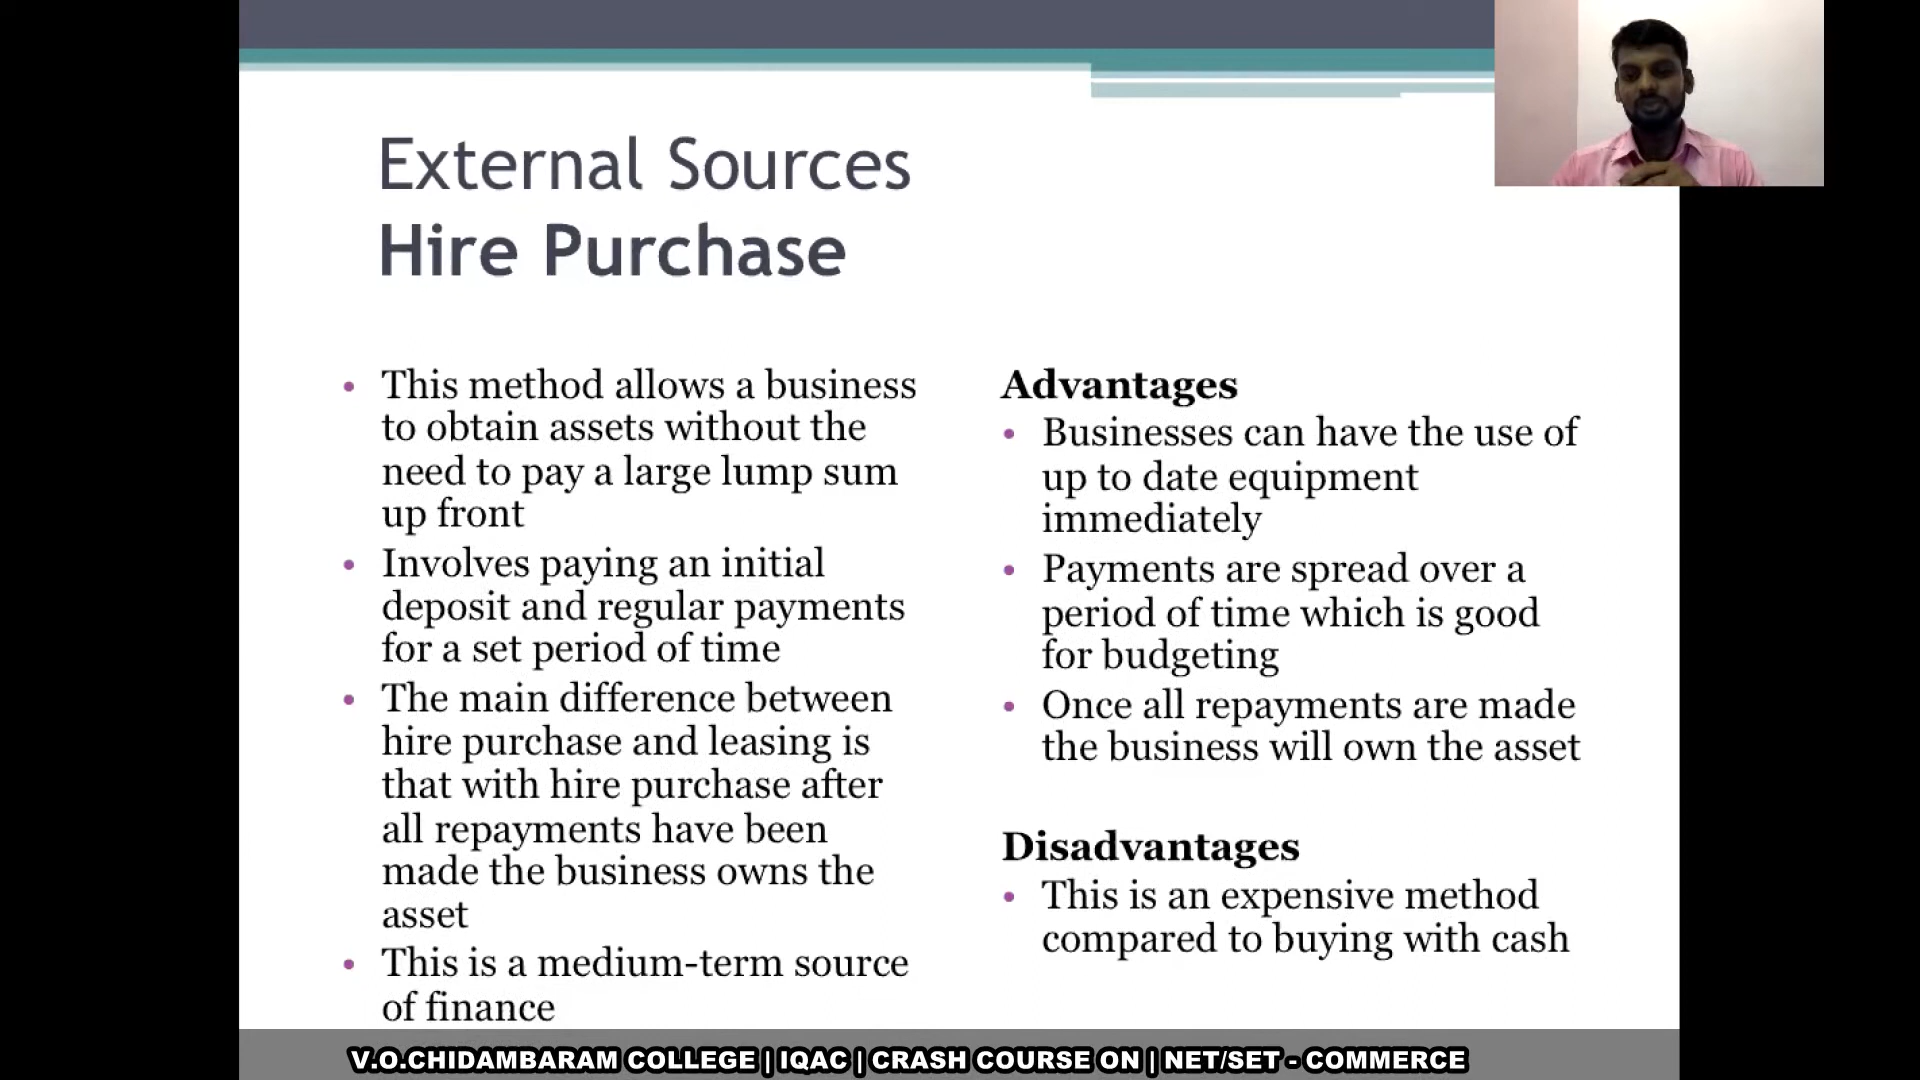 External Sources
Hire Purchase
• This method allows a business
to obtain assets without the
need to pay a large lump sum
up front
• Involves paying an initial
deposit and regular payments
for a set period of time
• The main difference between
hire purchase and leasing is
that with hire purchase after
all repayments have been
made the business owns the
asset
• This is a medium-term source
of finance
Advantages
• Businesses can have the use of
up to date equipment
immediately
• Payments are spread over a
period of time which is good
for budgeting
• Once all repayments are made
the business will own the asset
Disadvantages
• This is an expensive method
compared to buying with cash
V.O.CHIDAMBARAM COLLEGE | IQAC | CRASH COURSE ON | NET/SET - COMMERCE